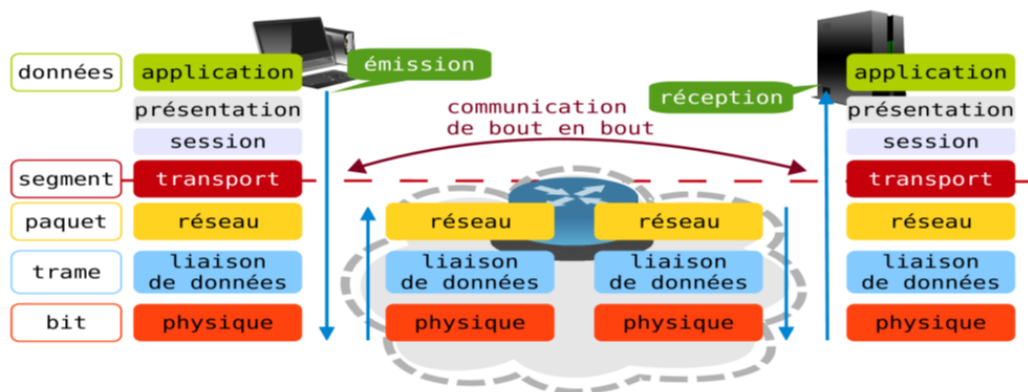 données
application
émission
réception
application
présentation
communication
de bout en bout
présentation
session
session
segment
transport
transport
paquet
réseau
réseau
réseau
réseau
trame
liaison
de données
liaison
de données
liaison
de données
liaison
de données
bit
physique
physique
physique
physique